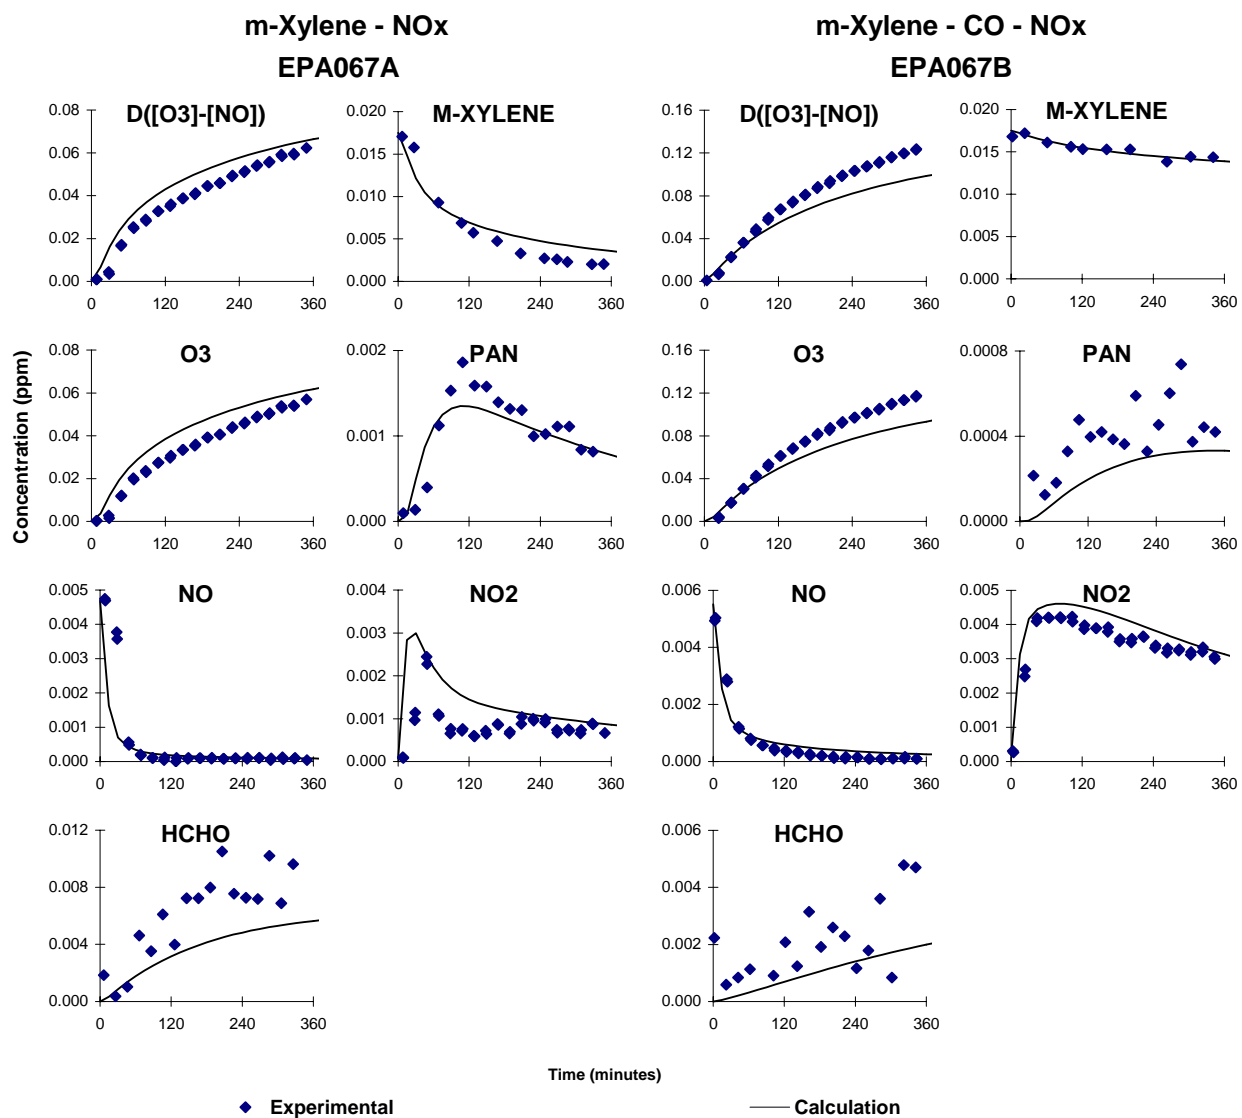 m-Xylene - NOx
m-Xylene - CO - NOx
EPA067A
EPA067B
Concentration (ppm)
D([O3]-[NO])
0.08
0.06
0.04
0.02
0.00
0 120 240 360
M-XYLENE
0.020
0.015
0.010
0.005
0.000
0 120 240 360
D([O3]-[NO])
0.16
0.12
0.08
0.04
0.00
0 120 240 360
M-XYLENE
0.020
0.015
0.010
0.005
0.000
0 120 240 360
O3
0.08
0.06
0.04
0.02
0.00
0 120 240 360
PAN
0.002
0.001
0.000
0 120 240 360
O3
0.16
0.12
0.08
0.04
0.00
0 120 240 360
PAN
0.0008
0.0004
0.0000
0 120 240 360
NO
0.005
0.004
0.003
0.002
0.001
0.000
0 120 240 360
NO2
0.004
0.003
0.002
0.001
0.000
0 120 240 360
NO
0.006
0.004
0.002
0.000
0 120 240 360
NO2
0.005
0.004
0.003
0.002
0.001
0.000
0 120 240 360
HCHO
0.012
0.008
0.004
0.000
0 120 240 360
HCHO
0.006
0.004
0.002
0.000
0 120 240 360
Time (minutes)
Experimental
Calculation